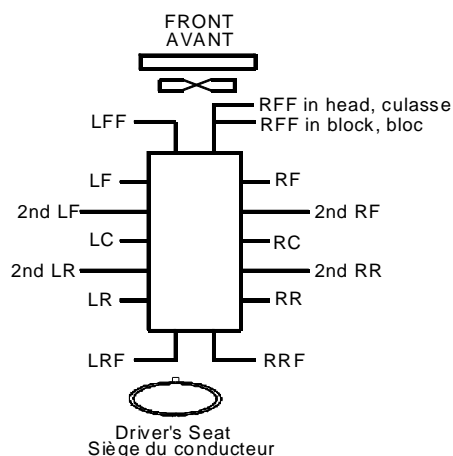 FRONT
AVANT
RFF in head, culasse
LFF
RFF in block, bloc
LF
RF
2nd LF
2nd RF
LC
RC
2nd LR
2nd RR
LR
RR
LRF
RRF
Driver's Seat
Siège du conducteur